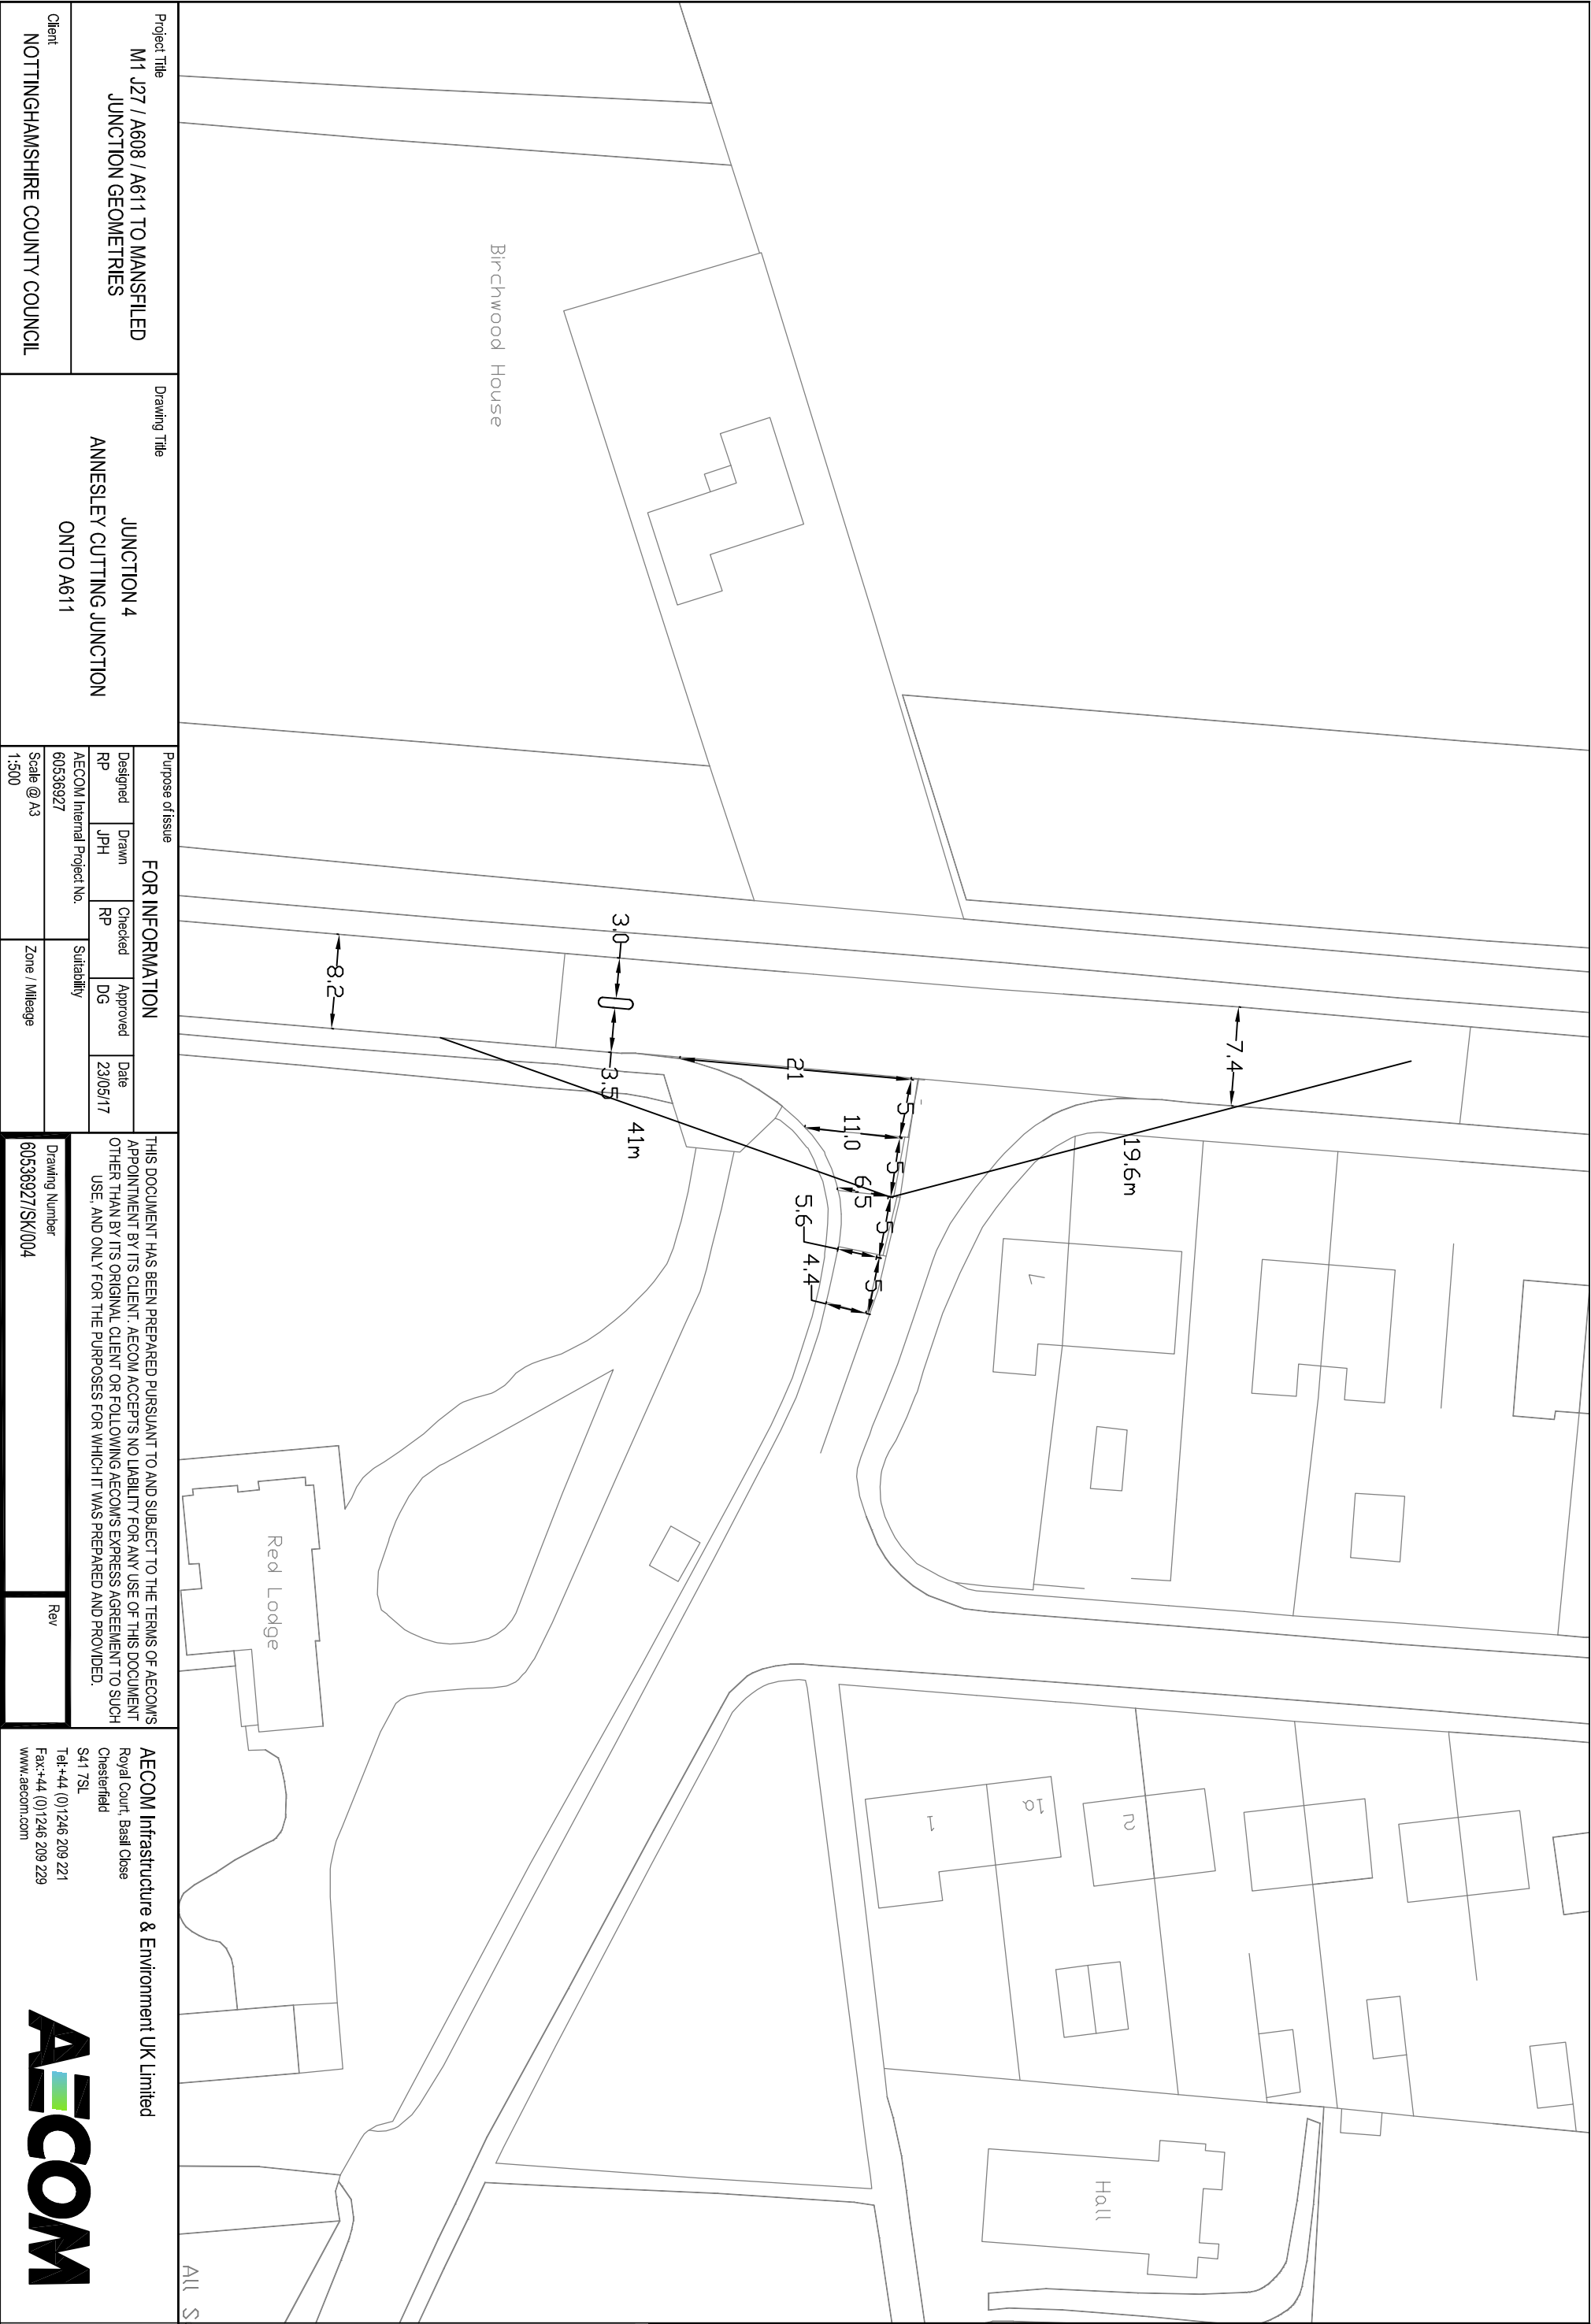 Birchwood House
8.2
3.0
3.5
7.4
21
41m
19.6m
5
11.0
5
6.5
5
5.6
5
4.4
7
Red Lodge
1
1a
2
Hall
All S
Project Title
M1 J27 / A608 / A611 TO MANSFILED
JUNCTION GEOMETRIES
Client
NOTTINGHAMSHIRE COUNTY COUNCIL
Drawing Title
JUNCTION 4
ANNESLEY CUTTING JUNCTION
ONTO A611
Purpose of issue
FOR INFORMATION
Designed
RP
Drawn
JPH
Checked
RP
Approved
DG
Date
23/05/17
AECOM Internal Project No.
60536927
Suitability
Scale @ A3
1:500
Zone / Mileage
THIS DOCUMENT HAS BEEN PREPARED PURSUANT TO AND SUBJECT TO THE TERMS OF AECOM'S
APPOINTMENT BY ITS CLIENT. AECOM ACCEPTS NO LIABILITY FOR ANY USE OF THIS DOCUMENT
OTHER THAN BY ITS ORIGINAL CLIENT OR FOLLOWING AECOM'S EXPRESS AGREEMENT TO SUCH
USE, AND ONLY FOR THE PURPOSES FOR WHICH IT WAS PREPARED AND PROVIDED.
Drawing Number
60536927/SK/004
Rev
AECOM Infrastructure & Environment UK Limited
Royal Court, Basil Close
Chesterfield
S41 7SL
Tel:+44 (0)1246 209 221
Fax:+44 (0)1246 209 229
www.aecom.com
AECOM